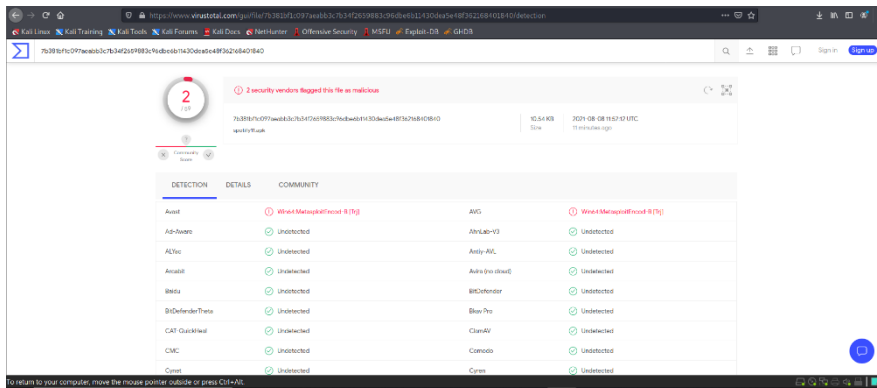 https://www.virustotal.com/gui/file/7b381bf1c097aeabb3c7b34f2659883c96dbe6b11430dea5e48f362168401840/detection
Kali Linux Kali Training Kali Tools Kali Forums Kali Docs NetHunter Offensive Security MSFU Exploit-DB GHDB
7b381bf1c097aeabb3c7b34f2659883c96dbe6b11430dea5e48f362168401840 Sign in Sign up
2 2 security vendors flagged this file as malicious
7b381bf1c097aeabb3c7b34f2659883c96dbe6b11430dea5e48f362168401840 10.54 KB 2021-08-08 11:52:12 UTC
Size 11 minutes ago
Community
Score
DETECTION DETAILS COMMUNITY
Avast Win64:MetasploitEncod-B [Trj] AVG Win64:MetasploitEncod-B [Trj]
Ad-Aware Undetected AhnLab-V3 Undetected
ALYac Undetected Antiy-AVL Undetected
Arcabit Undetected Avira (no cloud) Undetected
Baidu Undetected BitDefender Undetected
BitDefenderTheta Undetected Bkav Pro Undetected
CAT-QuickHeal Undetected ClamAV Undetected
CMC Undetected Comodo Undetected
Cynet Undetected Cyren Undetected
To return to your computer, move the mouse pointer outside or press Ctrl+Alt.